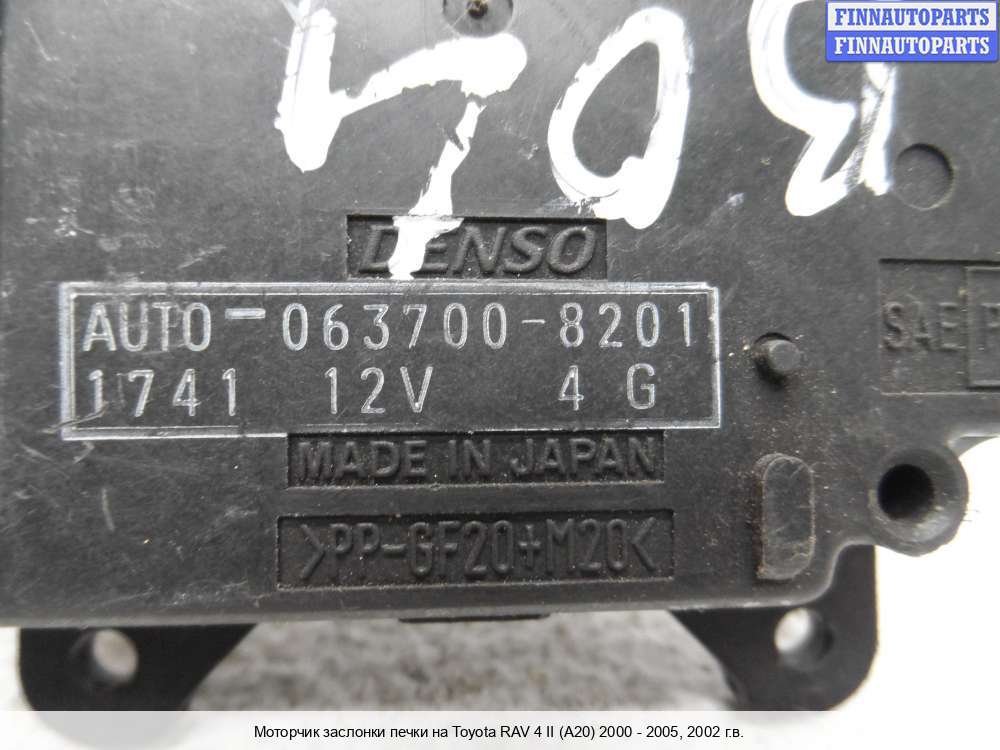 FINNAUTOPARTS
FINNAUTOPARTS
B04
DENSO
AUTO-063700-8201
1741 12V 4 G
SAE
MADE IN JAPAN
>PP-GF20+M20<
Моторчик заслонки печки на Toyota RAV 4 II (A20) 2000 - 2005, 2002 г.в.